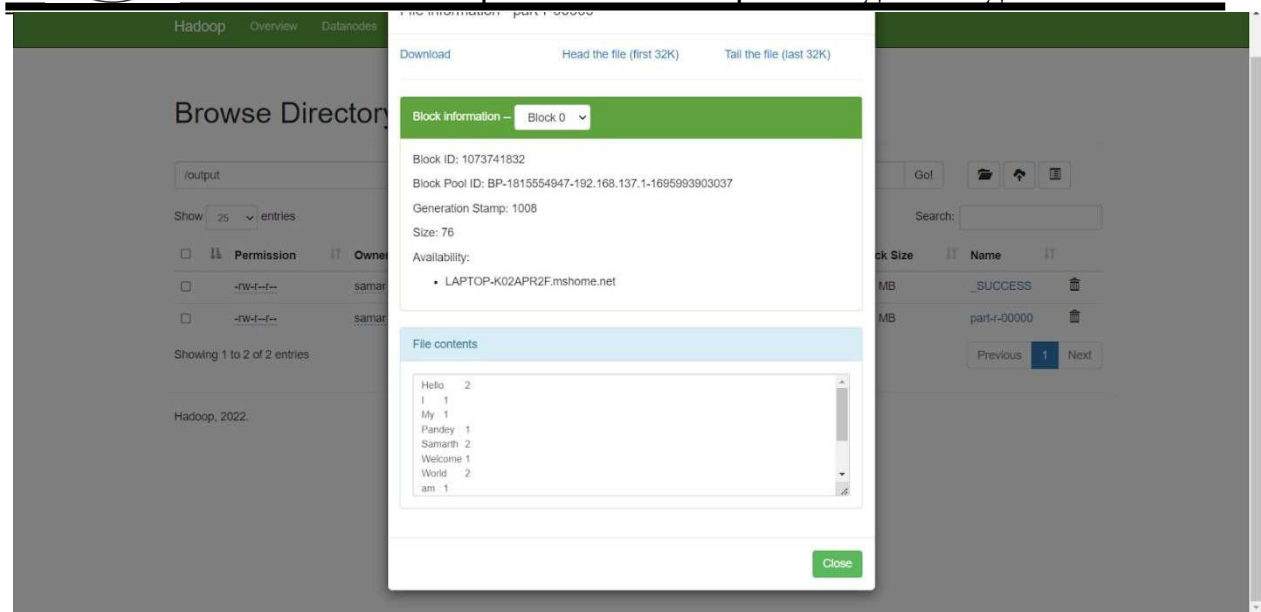 Hadoop Overview Datanodes
File information - part-r-00000
Download Head the file (first 32K) Tail the file (last 32K)
Browse Directory
Block information -- Block 0
Block ID: 1073741832
/output
Go!
Block Pool ID: BP-1815554947-192.168.137.1-1695993903037
Generation Stamp: 1008
Show 25 entries
Search:
Size: 76
Permission Owner ck Size Name
Availability:
LAPTOP-K02APR2F.mshome.net
-rw-r--r-- samar MB _SUCCESS
-rw-r--r-- samar MB part-r-00000
File contents
Showing 1 to 2 of 2 entries
Previous 1 Next
Hello 2
I 1
My 1
Pandey 1
Samarth 2
Welcome 1
World 2
am 1
Hadoop, 2022.
Close